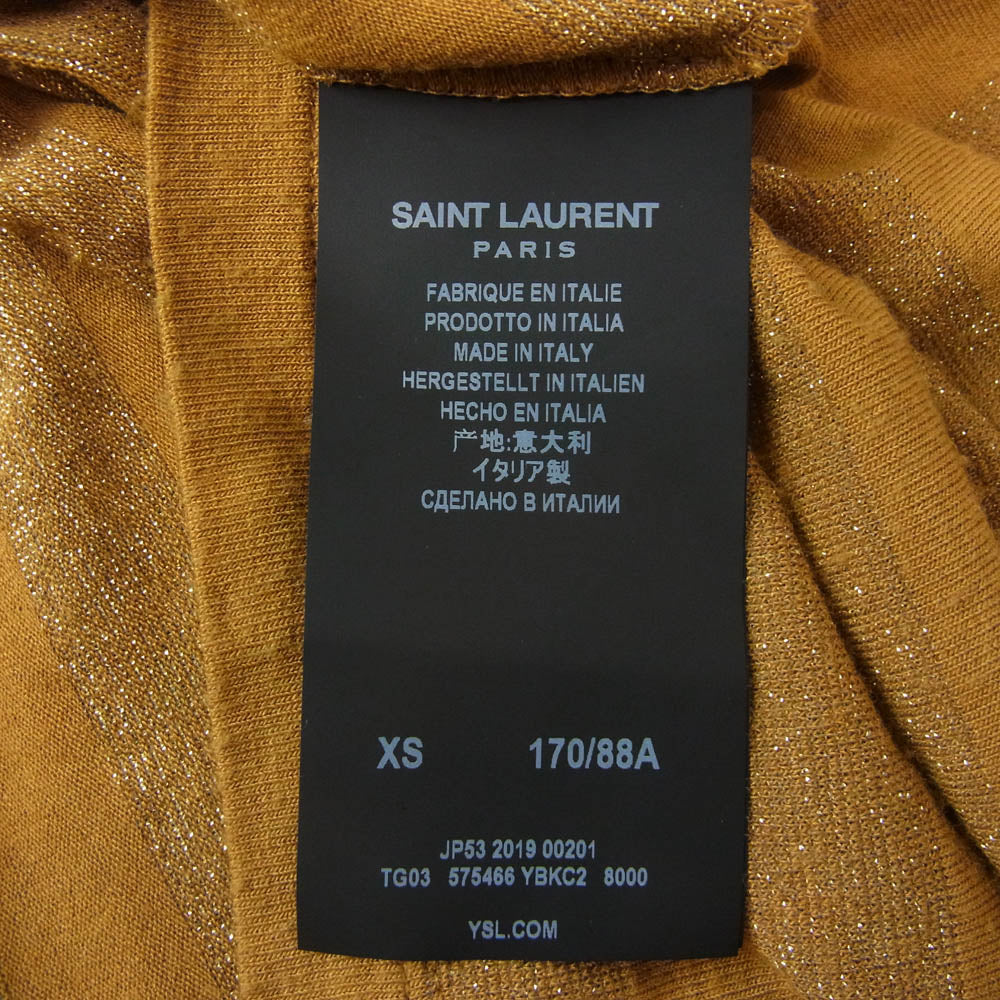 SAINT LAURENT
PARIS
FABRIQUE EN ITALIE
PRODOTTO IN ITALIA
MADE IN ITALY
HERGESTELLT IN ITALIEN
HECHO EN ITALIA
产地:意大利
イタリア製
СДЕЛАНО В ИТАЛИИ
XS 170/88A
JP53 2019 00201
TG03 575466 YBKC2 8000
YSL.COM